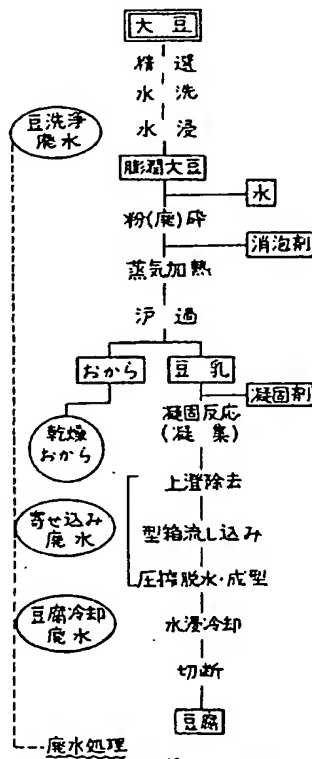 大豆
精選
水洗
豆洗浄
廃水
水浸
膨潤大豆
水
粉(廃)砕
消泡剤
蒸気加熱
沪過
おから
豆乳
凝固剤
乾燥
おから
凝固反応
(凝集)
上澄除去
寄せ込み
廃水
型箱流し込み
圧搾脱水・成型
豆腐冷却
廃水
水浸冷却
切断
豆腐
廃水処理